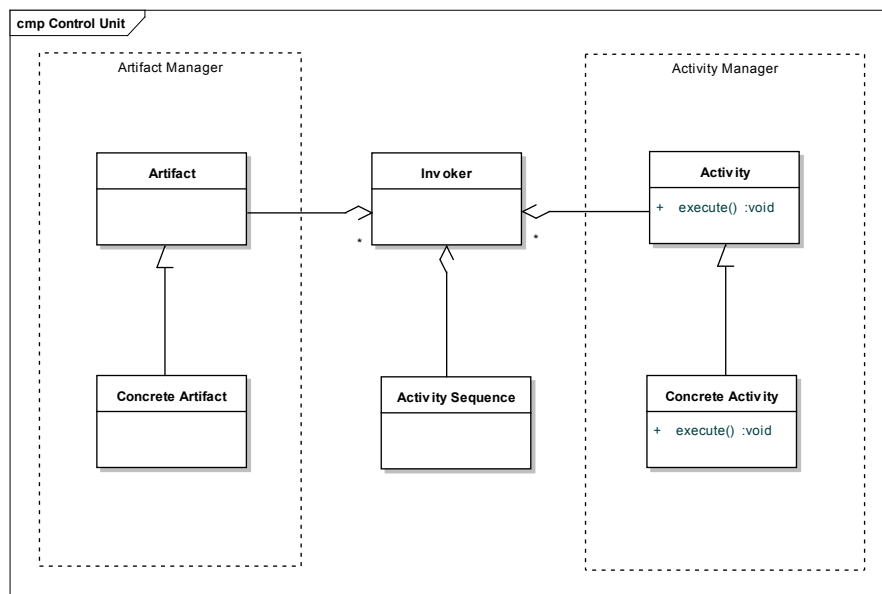 cmp Control Unit
Artifact Manager
Activity Manager
Artifact
Invoker
Activity
+ execute() :void
*
*
Concrete Artifact
Activity Sequence
Concrete Activity
+ execute() :void